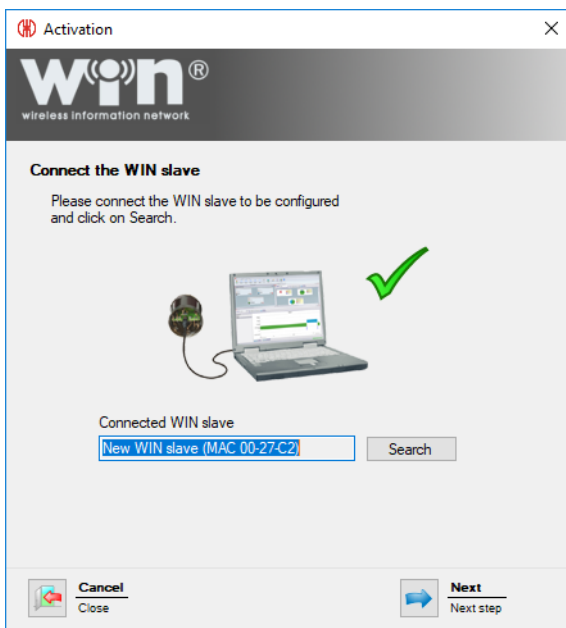 Activation
WIN®
wireless information network
Connect the WIN slave
Please connect the WIN slave to be configured
and click on Search.
Connected WIN slave
New WIN slave (MAC 00-27-C2)
Search
Cancel
Close
Next
Next step